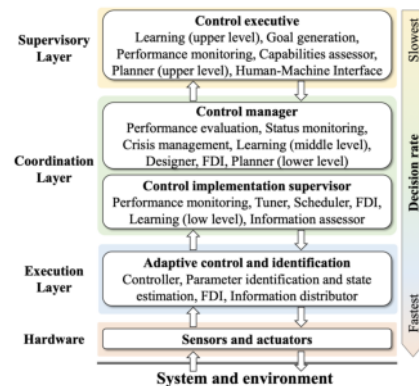 Supervisory
Layer
Control executive
Learning (upper level), Goal generation,
Performance monitoring, Capabilities assessor,
Planner (upper level), Human-Machine Interface
Coordination
Layer
Control manager
Performance evaluation, Status monitoring,
Crisis management, Learning (middle level),
Designer, FDI, Planner (lower level)
Control implementation supervisor
Performance monitoring, Tuner, Scheduler, FDI,
Learning (low level), Information assessor
Execution
Layer
Adaptive control and identification
Controller, Parameter identification and state
estimation, FDI, Information distributor
Hardware
Sensors and actuators
System and environment
Slowest
Decision rate
Fastest